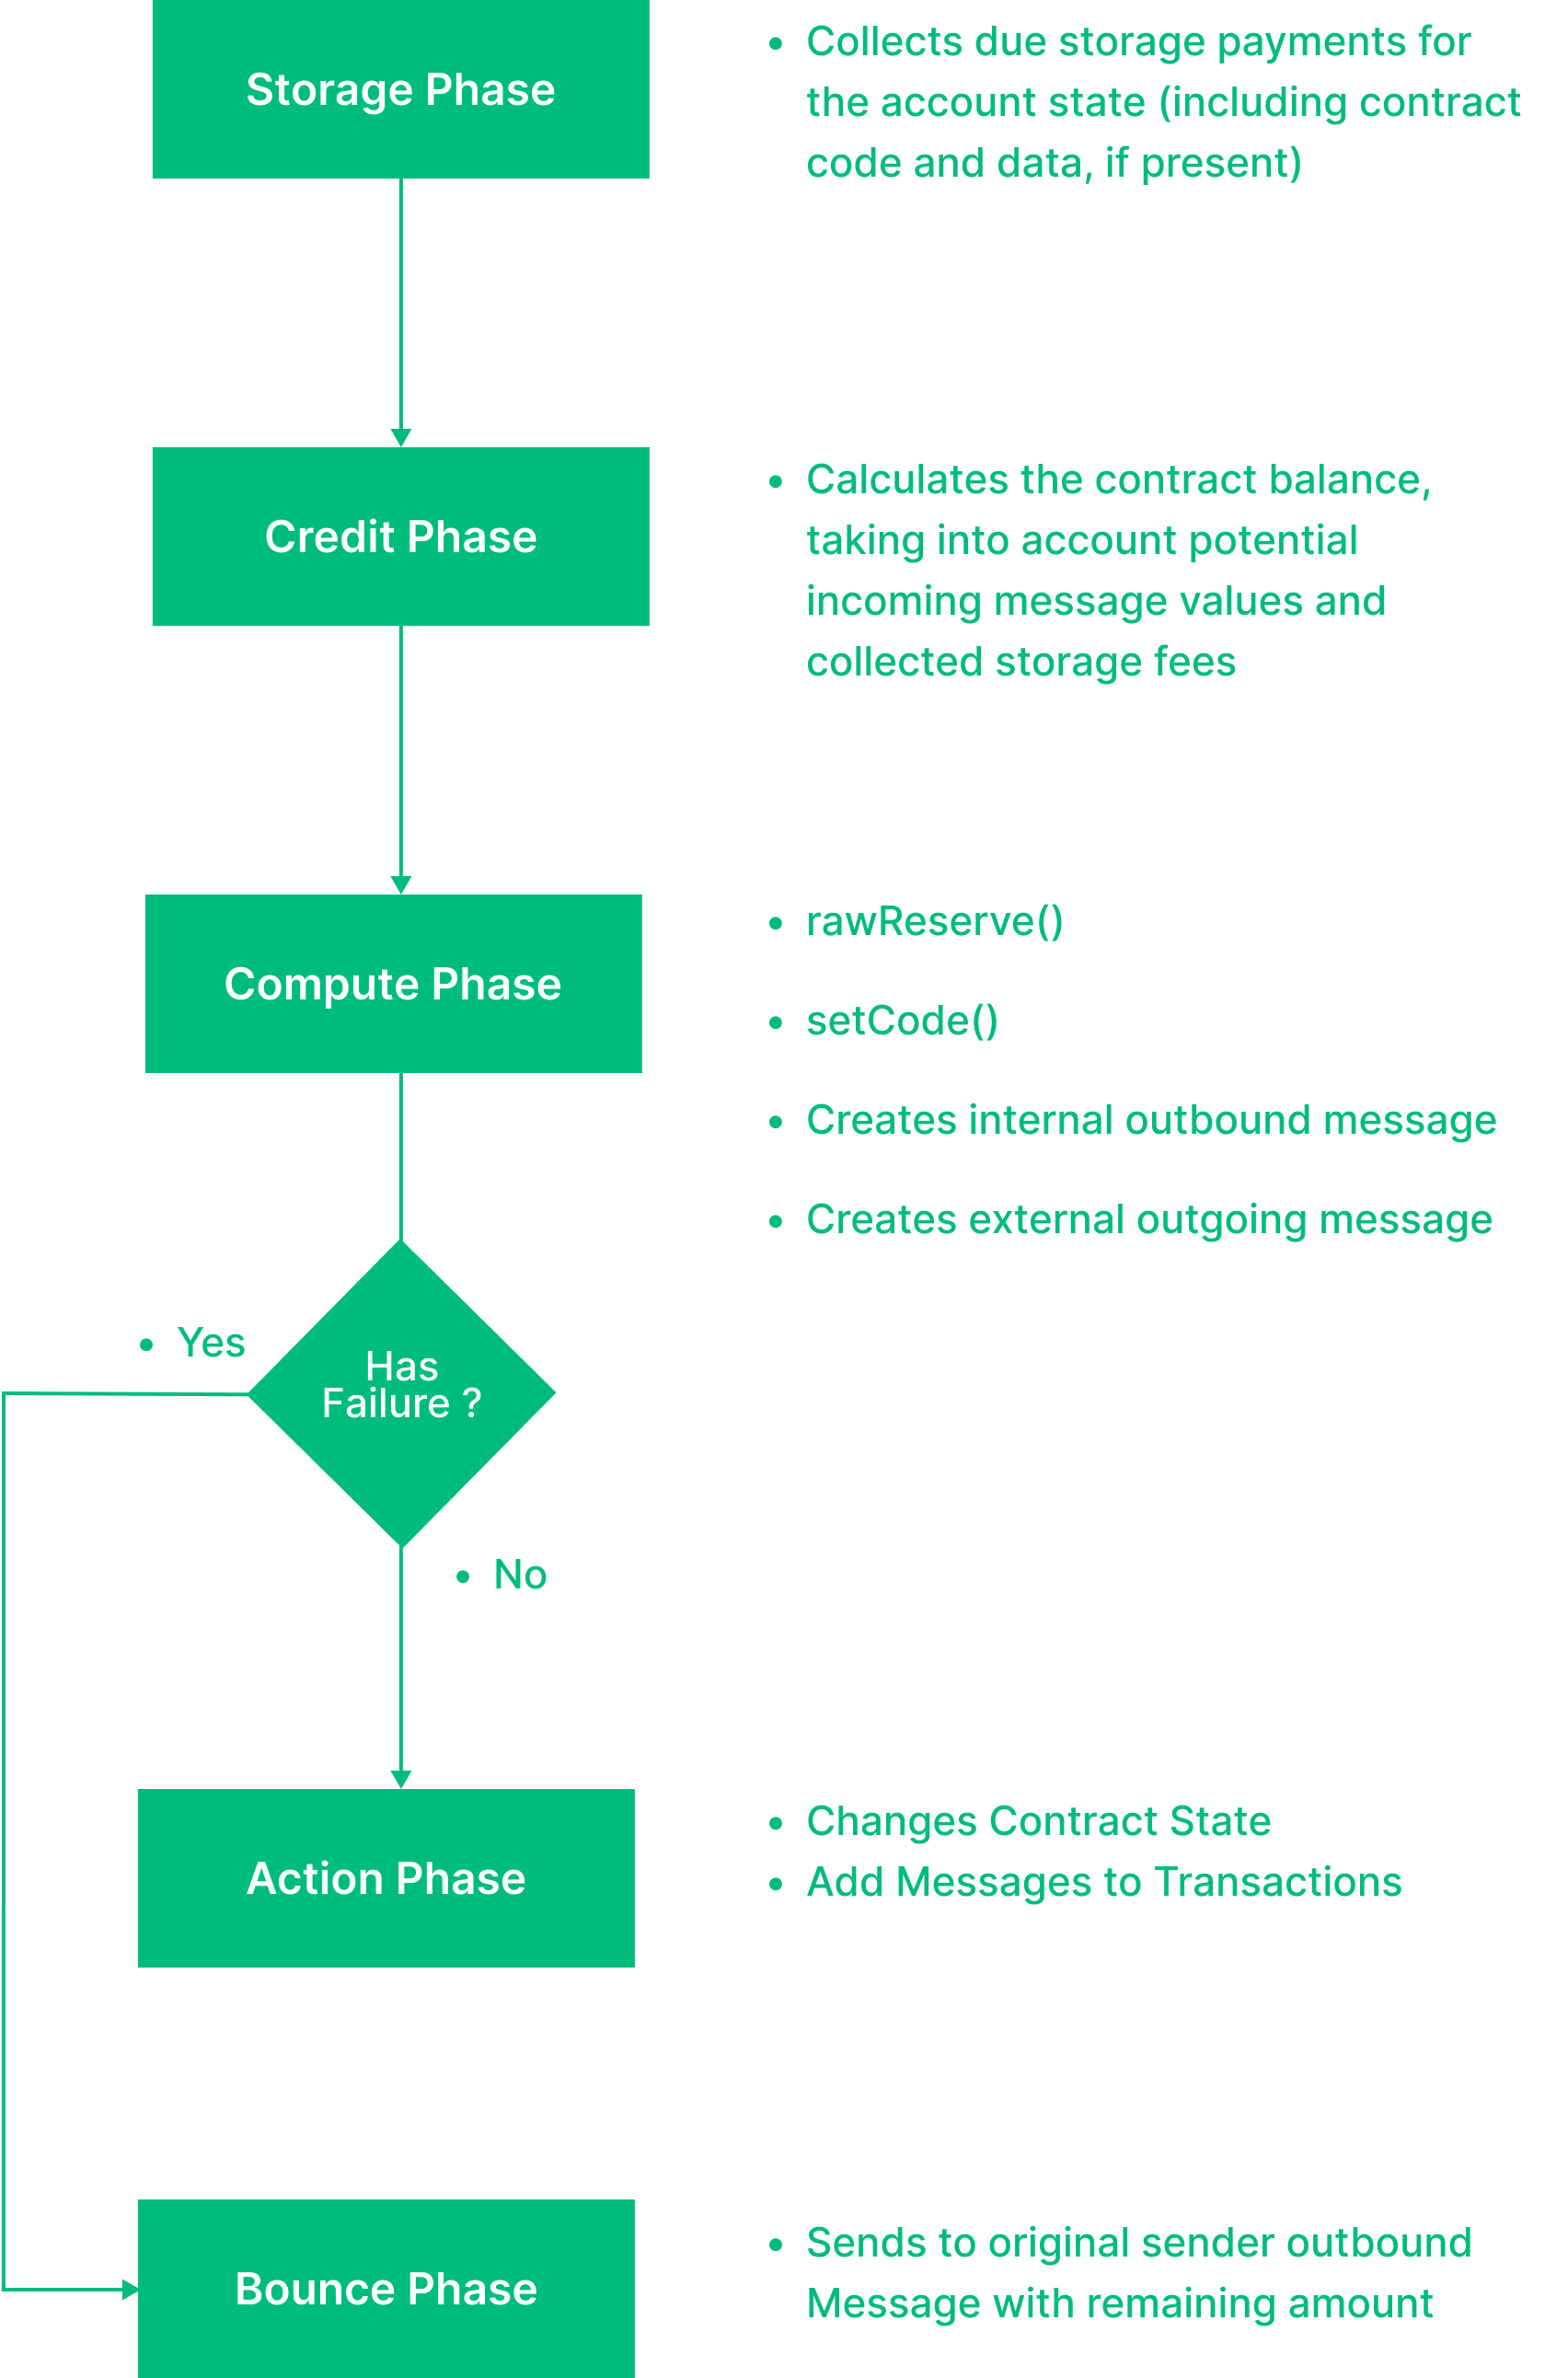 Storage Phase
• Collects due storage payments for
the account state (including contract
code and data, if present)
Credit Phase
• Calculates the contract balance,
taking into account potential
incoming message values and
collected storage fees
Compute Phase
• rawReserve()
• setCode()
• Creates internal outbound message
• Creates external outgoing message
• Yes
Has
Failure ?
• No
Action Phase
• Changes Contract State
• Add Messages to Transactions
Bounce Phase
• Sends to original sender outbound
Message with remaining amount